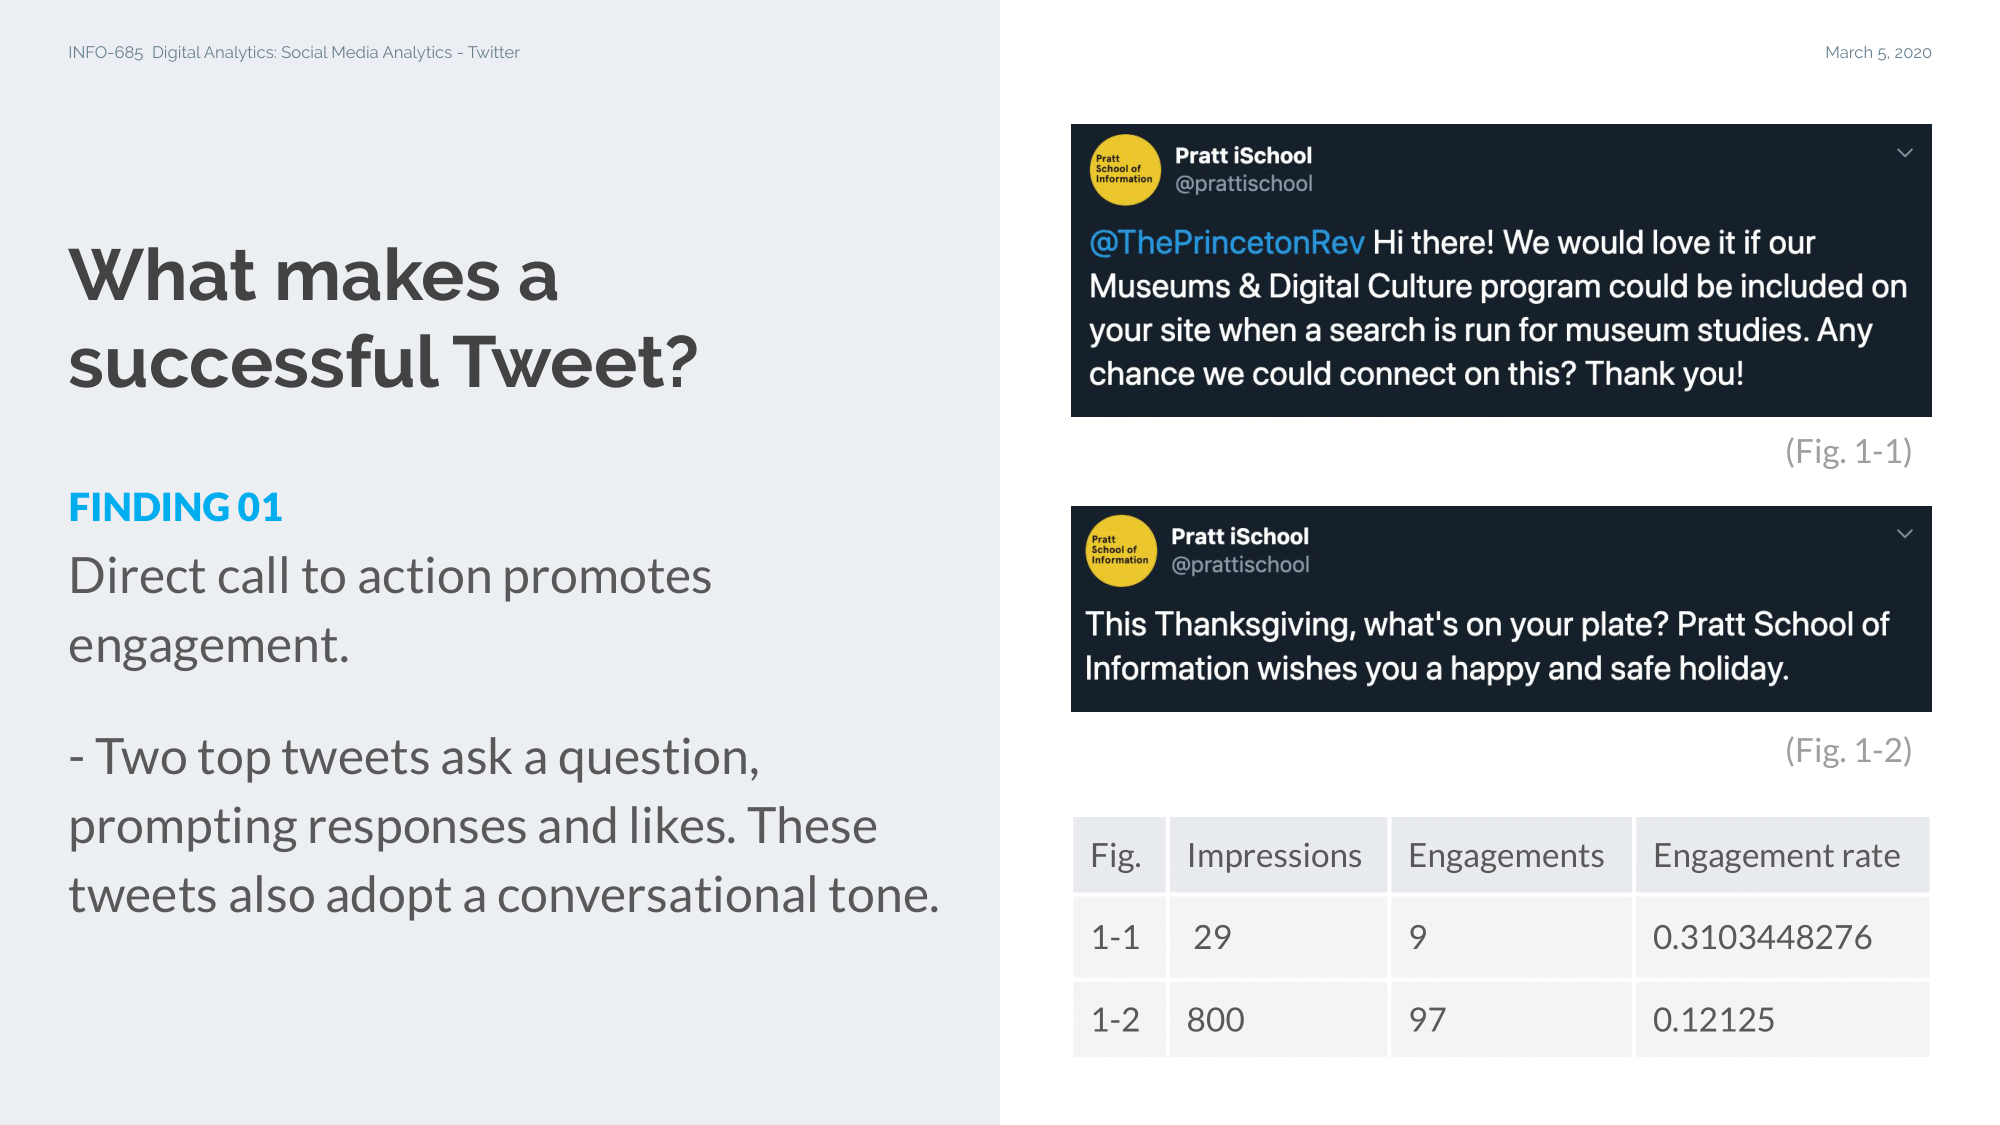 INFO-685 Digital Analytics: Social Media Analytics - Twitter
March 5, 2020
What makes a
successful Tweet?
FINDING 01
Direct call to action promotes
engagement.
- Two top tweets ask a question,
prompting responses and likes. These
tweets also adopt a conversational tone.
Pratt
School of
Information
Pratt iSchool
@prattischool
@ThePrincetonRev Hi there! We would love it if our
Museums & Digital Culture program could be included on
your site when a search is run for museum studies. Any
chance we could connect on this? Thank you!
(Fig. 1-1)
Pratt
School of
Information
Pratt iSchool
@prattischool
This Thanksgiving, what's on your plate? Pratt School of
Information wishes you a happy and safe holiday.
(Fig. 1-2)
Fig. Impressions Engagements Engagement rate
1-1 29 9 0.3103448276
1-2 800 97 0.12125